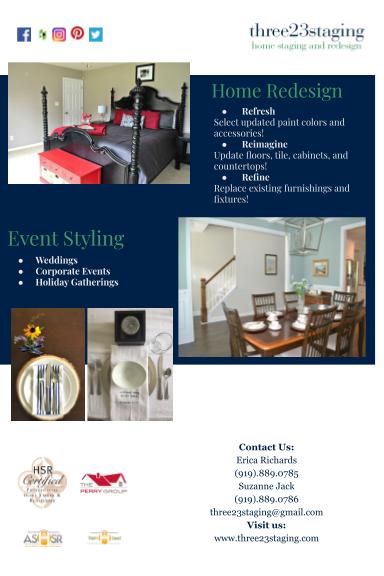 three23staging
home staging and redesign
Home Redesign
● Refresh
Select updated paint colors and
accessories!
● Reimagine
Update floors, tile, cabinets, and
countertops!
● Refine
Replace existing furnishings and
fixtures!
Event Styling
● Weddings
● Corporate Events
● Holiday Gatherings
Contact Us:
Erica Richards
(919).889.0785
Suzanne Jack
(919).889.0786
three23staging@gmail.com
Visit us:
www.three23staging.com
HSR
Certified
THE
PERRY GROUP